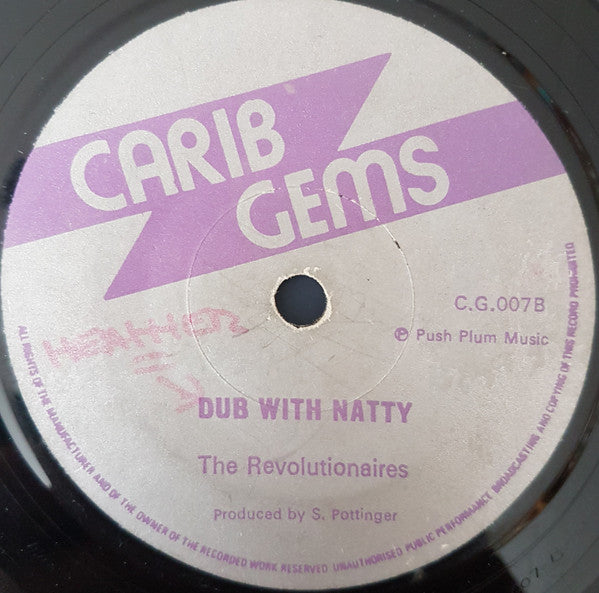 CARIB
GEMS
C.G.007B
℗ Push Plum Music
HEATHER
DUB WITH NATTY
The Revolutionaires
Produced by S. Pottinger
ALL RIGHTS OF THE MANUFACTURER AND OF THE OWNER OF THE RECORDED WORK RESERVED UNAUTHORISED PUBLIC PERFORMANCE BROADCASTING AND COPYING OF THIS RECORD PROHIBITED